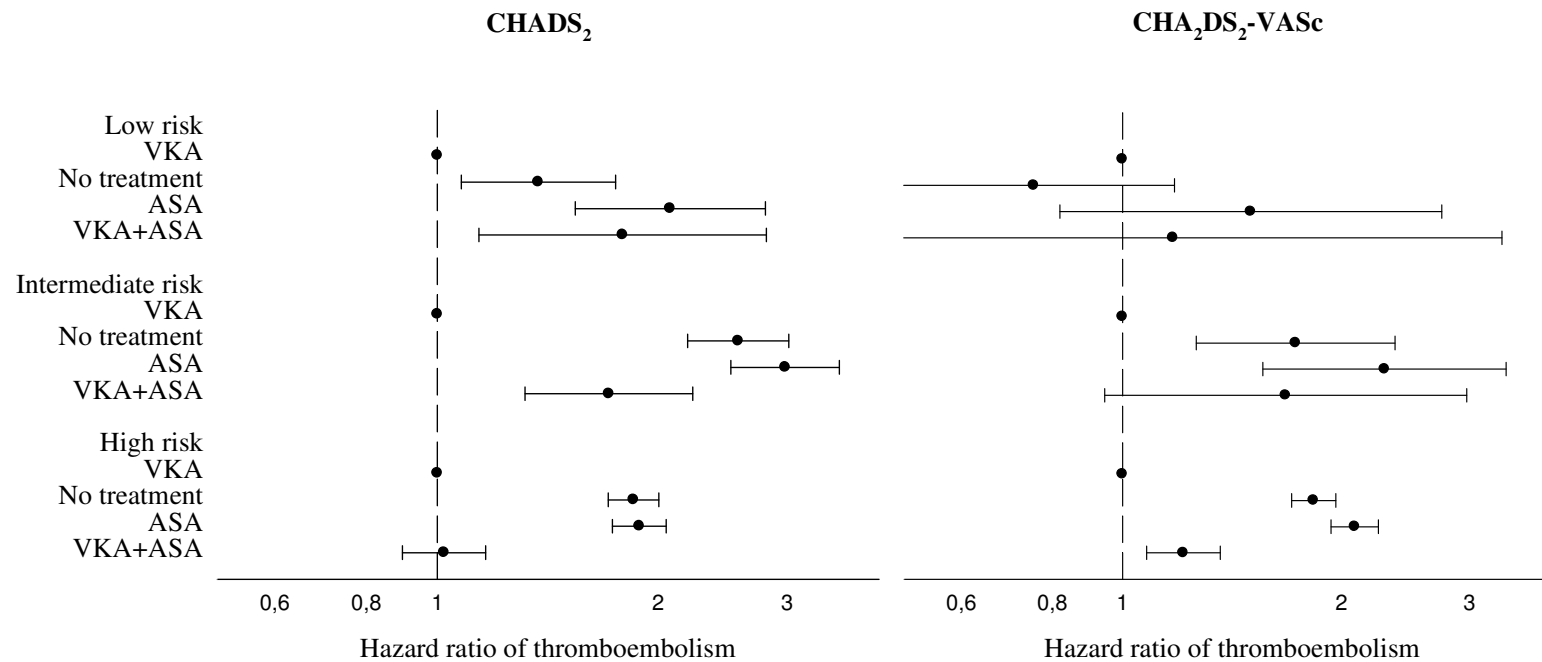 CHADS2
CHA2DS2-VASc
Low risk
VKA
No treatment
ASA
VKA+ASA
Intermediate risk
VKA
No treatment
ASA
VKA+ASA
High risk
VKA
No treatment
ASA
VKA+ASA
0,6 0,8 1 2 3
0,6 0,8 1 2 3
Hazard ratio of thromboembolism
Hazard ratio of thromboembolism